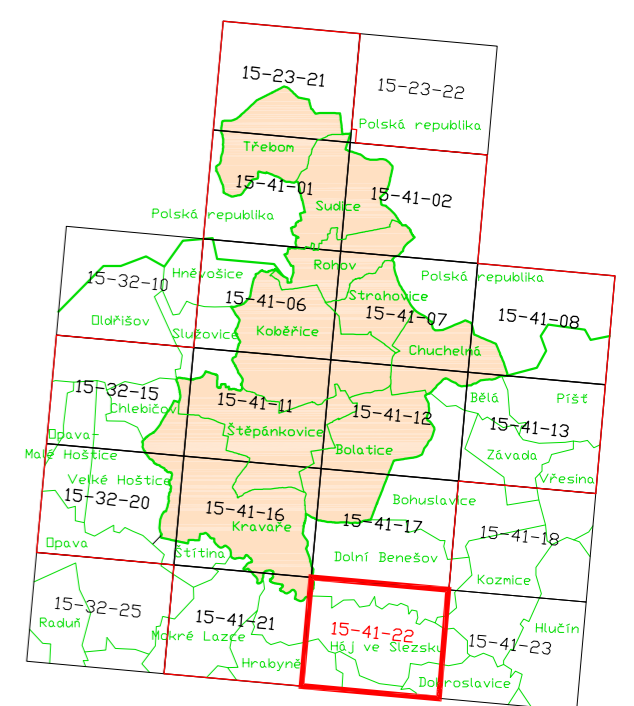 15-23-21
15-23-22
Polská republika
Třebom
15-41-01
15-41-02
Sudice
Polská republika
Rohov
Hněvošice
Polská republika
15-32-10
Strahovice
15-41-06
15-41-07
15-41-08
Oldřišov
Služovice
Koběřice
Chuchelná
15-32-15
Bělá
Píšť
Chlebičov
15-41-11
15-41-12
15-41-13
Opava-
Štěpánkovice
Malé Hoštice
Bolatice
Závada
Velké Hoštice
Vřesina
15-32-20
Bohuslavice
15-41-16
15-41-17
Kravaře
15-41-18
Opava
Štítina
Dolní Benešov
Kozmice
15-32-25
15-41-21
Raduň
15-41-22
Hlučín
Mokré Lazce
15-41-23
Háj ve Slezsku
Hrabyně
Dobroslavice